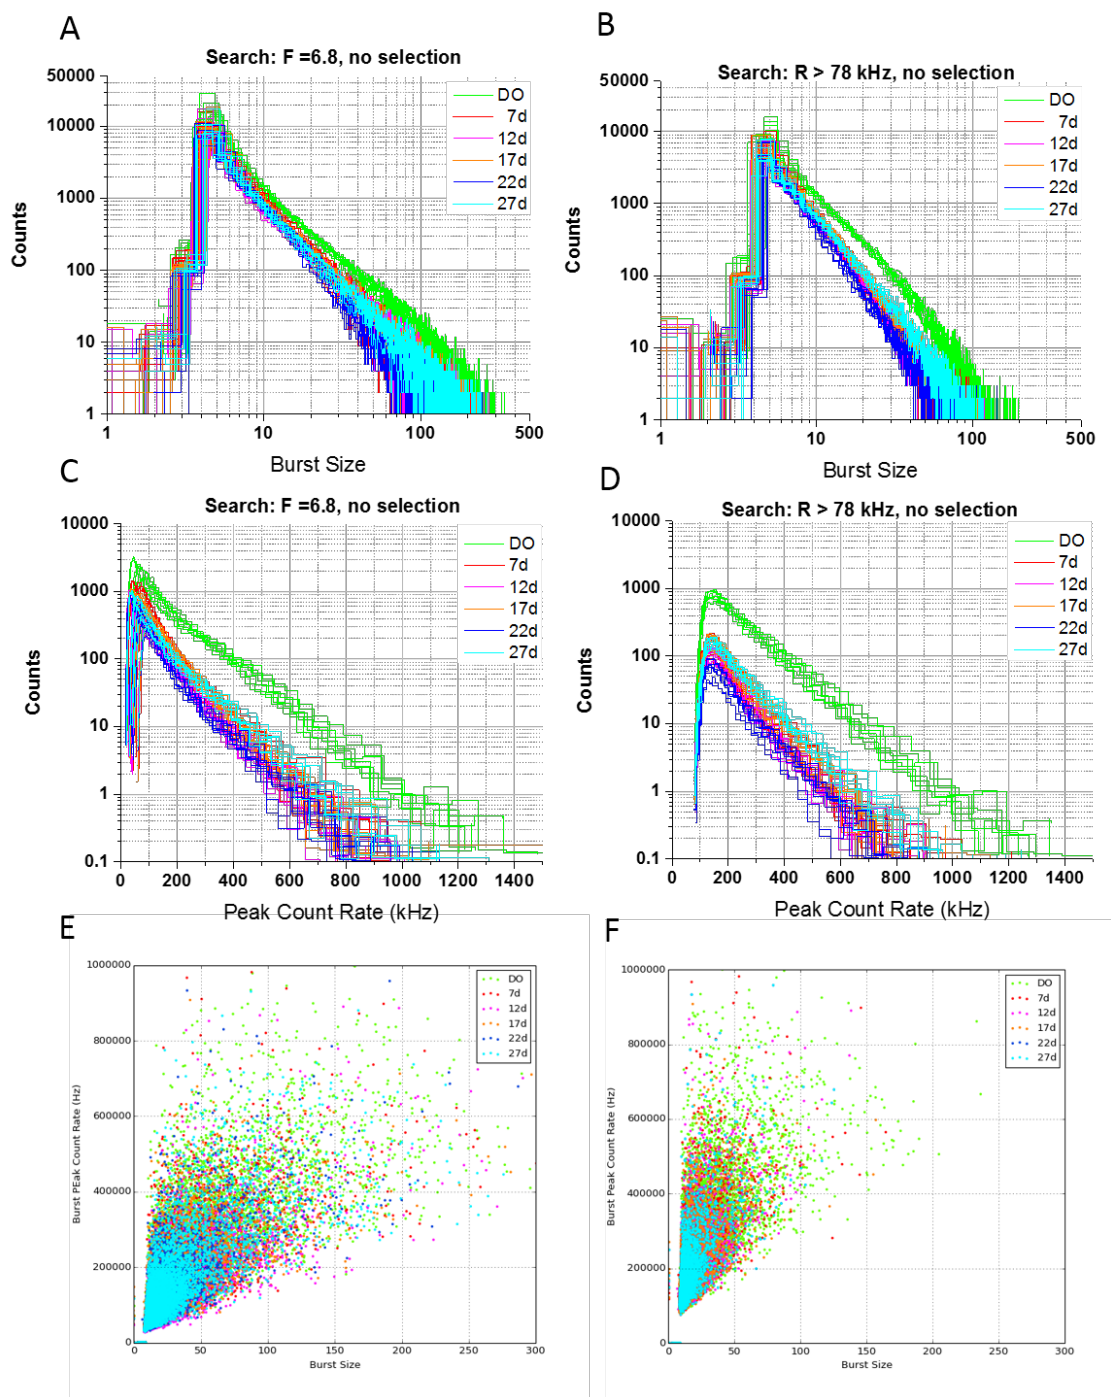 A
Search: F =6.8, no selection
50000
10000
1000
100
10
1
Counts
1
10
100
500
Burst Size
DO
7d
12d
17d
22d
27d
B
Search: R > 78 kHz, no selection
50000
10000
1000
100
10
1
Counts
1
10
100
500
Burst Size
DO
7d
12d
17d
22d
27d
C
Search: F =6.8, no selection
10000
1000
100
10
1
0.1
Counts
0
200
400
600
800
1000
1200
1400
Peak Count Rate (kHz)
DO
7d
12d
17d
22d
27d
D
Search: R > 78 kHz, no selection
10000
1000
100
10
1
0.1
Counts
0
200
400
600
800
1000
1200
1400
Peak Count Rate (kHz)
DO
7d
12d
17d
22d
27d
E
1000000
800000
600000
400000
200000
0
Burst PEak Count Rate (Hz)
0
50
100
150
200
250
300
Burst Size
DO
7d
12d
17d
22d
27d
F
1000000
800000
600000
400000
200000
0
Burst Peak Count Rate (Hz)
0
50
100
150
200
250
300
Burst Size
DO
7d
12d
17d
22d
27d